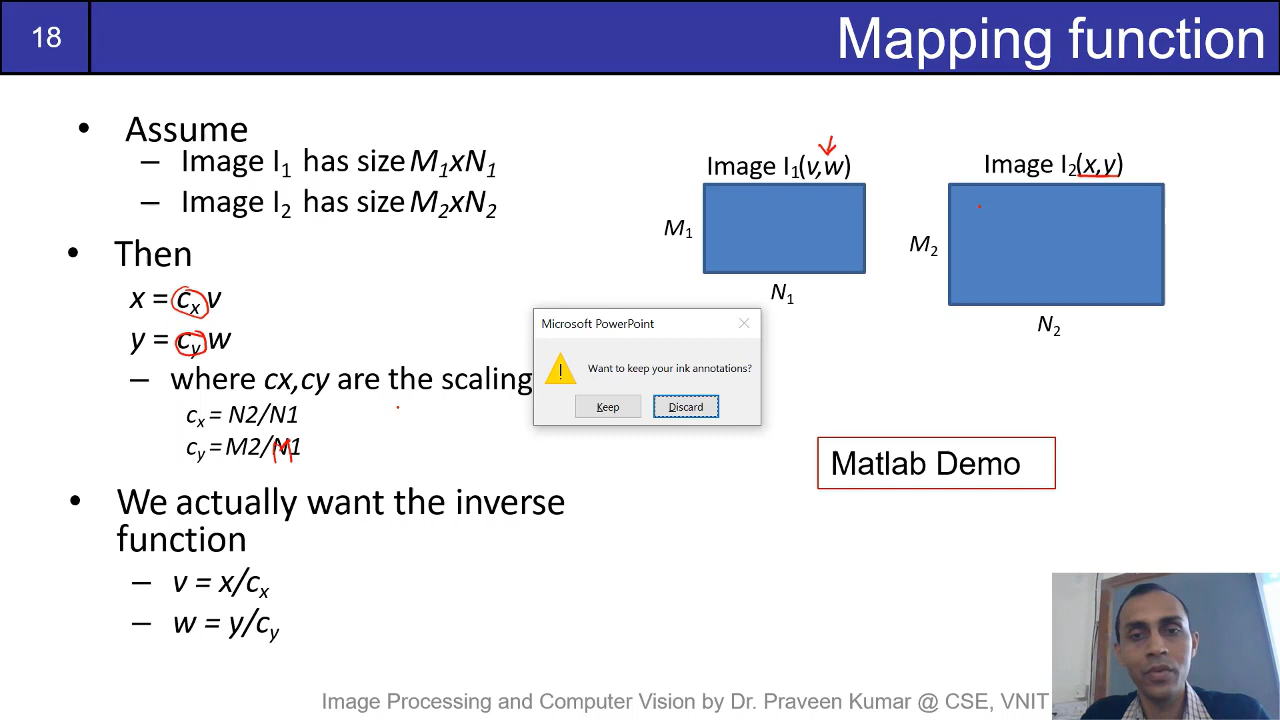 18
Mapping function
• Assume
– Image I₁ has size M₁xN₁
– Image I₂ has size M₂xN₂
• Then
x = cₓ v
y = c_y w
– where cx,cy are the scaling
cₓ = N2/N1
c_y = M2/M1
• We actually want the inverse
function
– v = x/cₓ
– w = y/c_y
Image I₁(v,w)
M₁
N₁
Image I₂(x,y)
M₂
N₂
Microsoft PowerPoint
Want to keep your ink annotations?
Keep
Discard
Matlab Demo
Image Processing and Computer Vision by Dr. Praveen Kumar @ CSE, VNIT